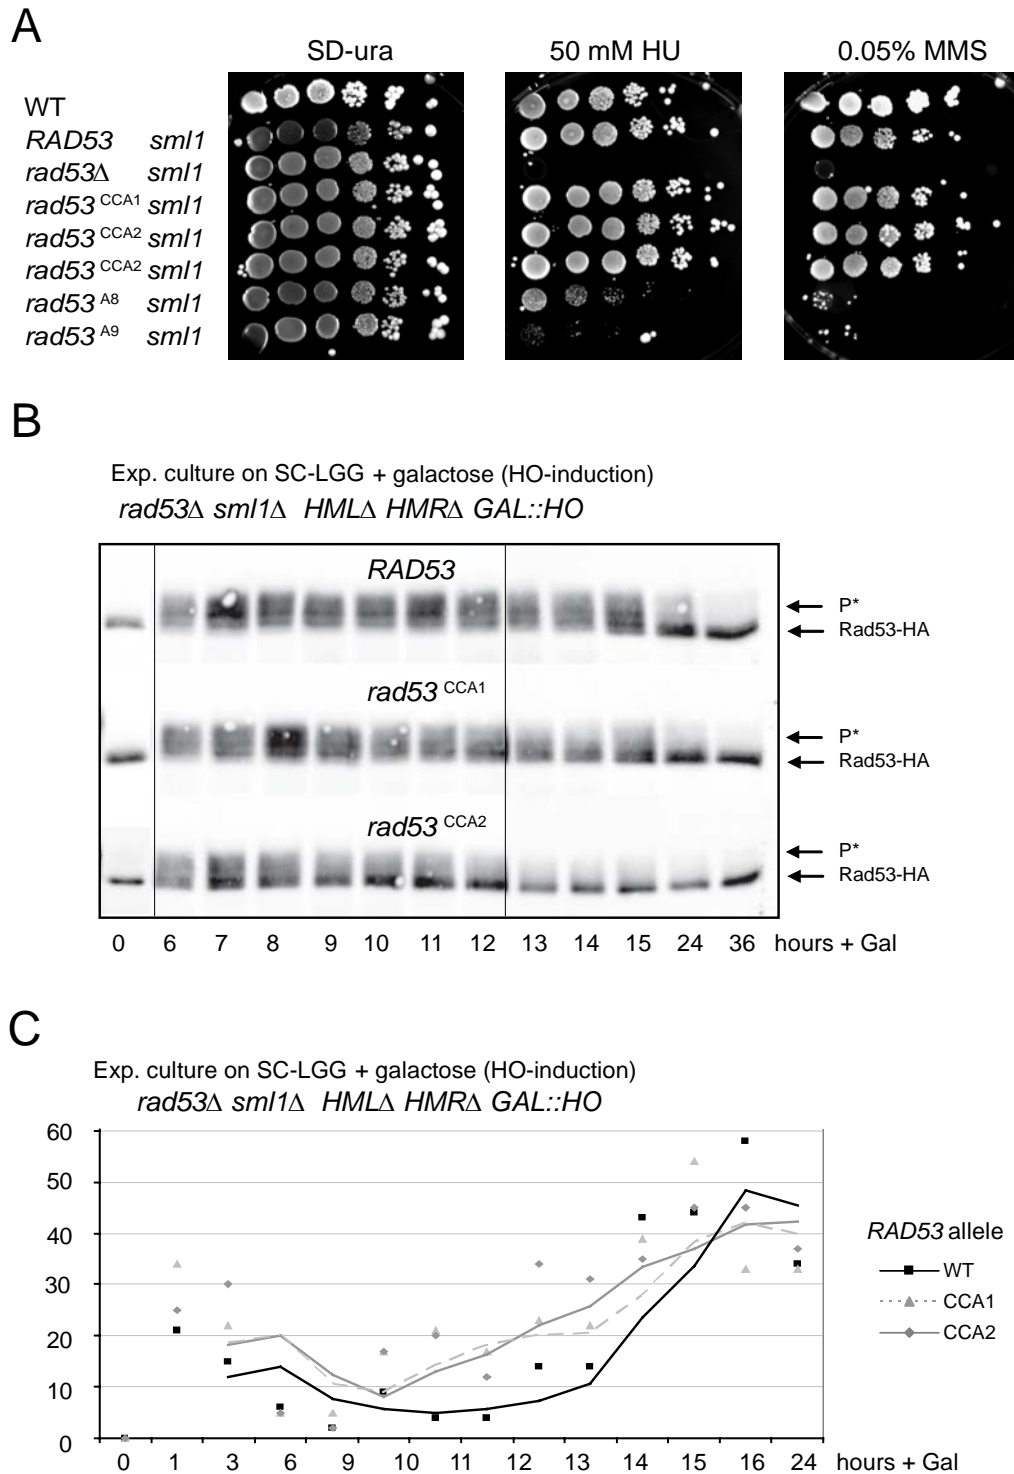 A
SD-ura 50 mM HU 0.05% MMS
WT
RAD53 sml1
rad53Δ sml1
rad53 CCA1 sml1
rad53 CCA2 sml1
rad53 CCA2 sml1
rad53 A8 sml1
rad53 A9 sml1
B
Exp. culture on SC-LGG + galactose (HO-induction)
rad53Δ sml1Δ HMLΔ HMRΔ GAL::HO
RAD53
P*
Rad53-HA
rad53 CCA1
P*
Rad53-HA
rad53 CCA2
P*
Rad53-HA
0 6 7 8 9 10 11 12 13 14 15 24 36 hours + Gal
C
Exp. culture on SC-LGG + galactose (HO-induction)
rad53Δ sml1Δ HMLΔ HMRΔ GAL::HO
60
50
40
30
20
10
0
RAD53 allele
WT
CCA1
CCA2
0 1 3 6 9 10 11 11 12 13 14 15 16 24 hours + Gal